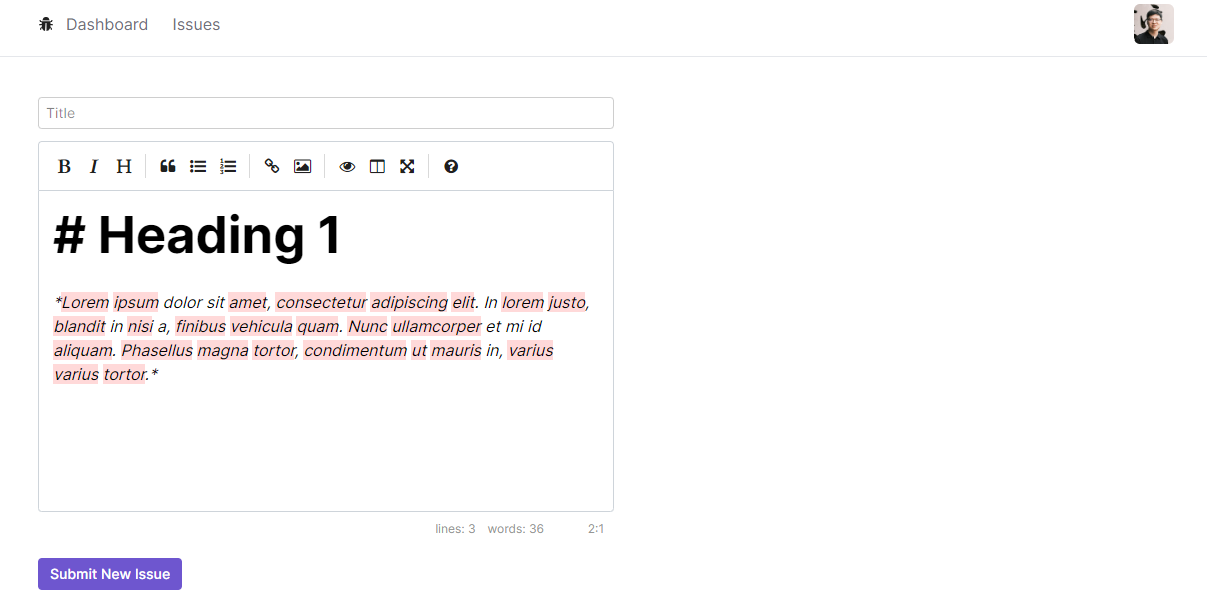 Dashboard Issues
Title
B I H
# Heading 1
*Lorem ipsum dolor sit amet, consectetur adipiscing elit. In lorem justo,
blandit in nisi a, finibus vehicula quam. Nunc ullamcorper et mi id
aliquam. Phasellus magna tortor, condimentum ut mauris in, varius
varius tortor.*
lines: 3 words: 36 2:1
Submit New Issue